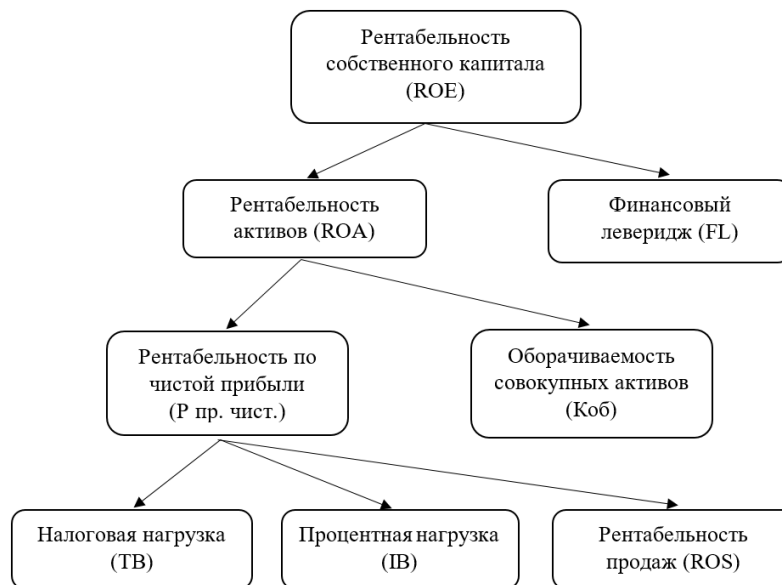 Рентабельность
собственного капитала
(ROE)
Рентабельность
активов (ROA)
Финансовый
леверидж (FL)
Рентабельность по
чистой прибыли
(Р пр. чист.)
Оборачиваемость
совокупных активов
(Коб)
Налоговая нагрузка
(TB)
Процентная нагрузка
(IB)
Рентабельность
продаж (ROS)